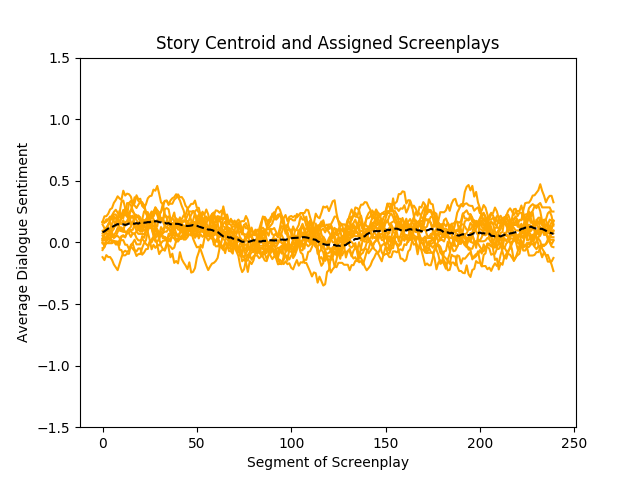 Story Centroid and Assigned Screenplays
1.5
1.0
0.5
0.0
−0.5
−1.0
−1.5
Average Dialogue Sentiment
0 50 100 150 200 250
Segment of Screenplay